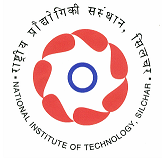 राष्ट्रीय प्रौद्योगिकी संस्थान, सिलचर
NATIONAL INSTITUTE OF TECHNOLOGY, SILCHAR